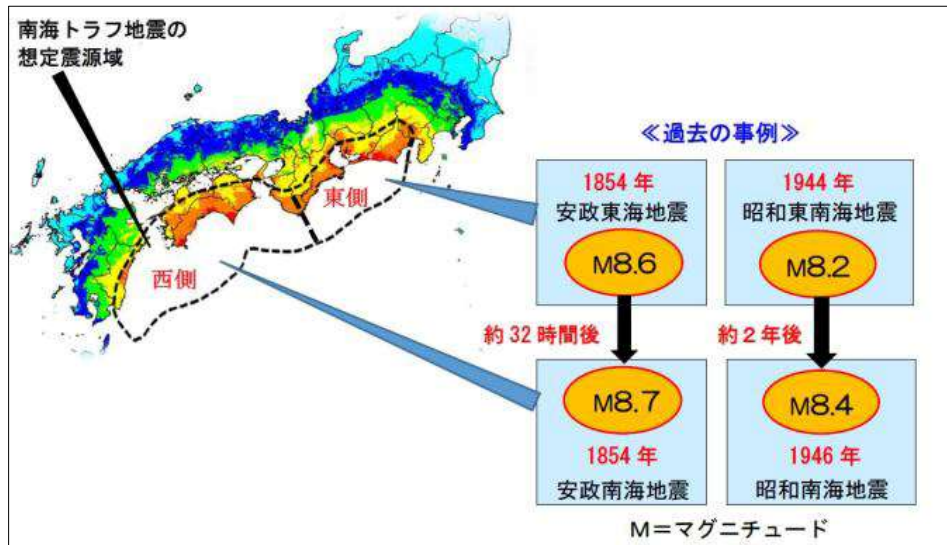 南海トラフ地震の
想定震源域
東側
西側
≪過去の事例≫
1854 年
安政東海地震
M8.6
1944 年
昭和東南海地震
M8.2
約 32 時間後
約 2 年後
M8.7
1854 年
安政南海地震
M8.4
1946 年
昭和南海地震
M=マグニチュード